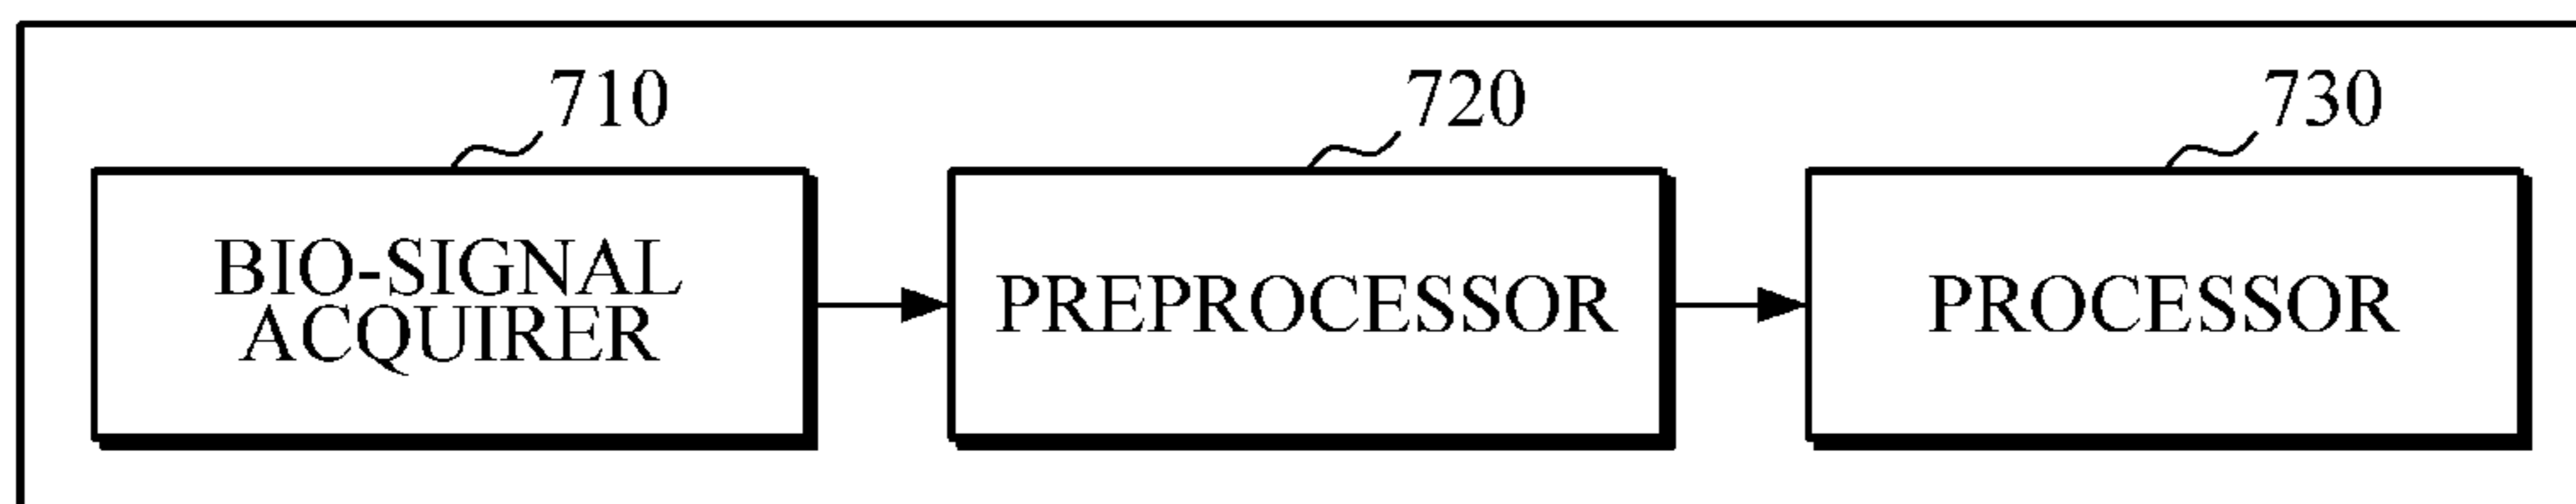 710
720
730
BIO-SIGNAL
ACQUIRER
PREPROCESSOR
PROCESSOR